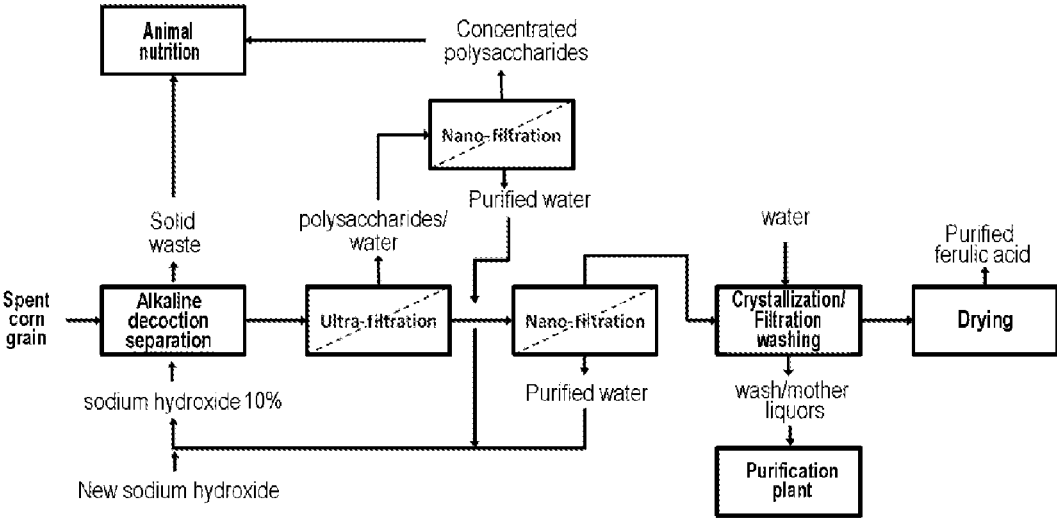 Animal
nutrition
Concentrated
polysaccharides
Nano-filtration
Purified water
Solid
waste
polysaccharides/
water
water
Purified
ferulic acid
Spent
corn
grain
Alkaline
decoction
separation
Ultra-filtration
Nano-filtration
Crystallization/
Filtration
washing
Drying
sodium hydroxide 10%
Purified water
wash/mother
liquors
New sodium hydroxide
Purification
plant